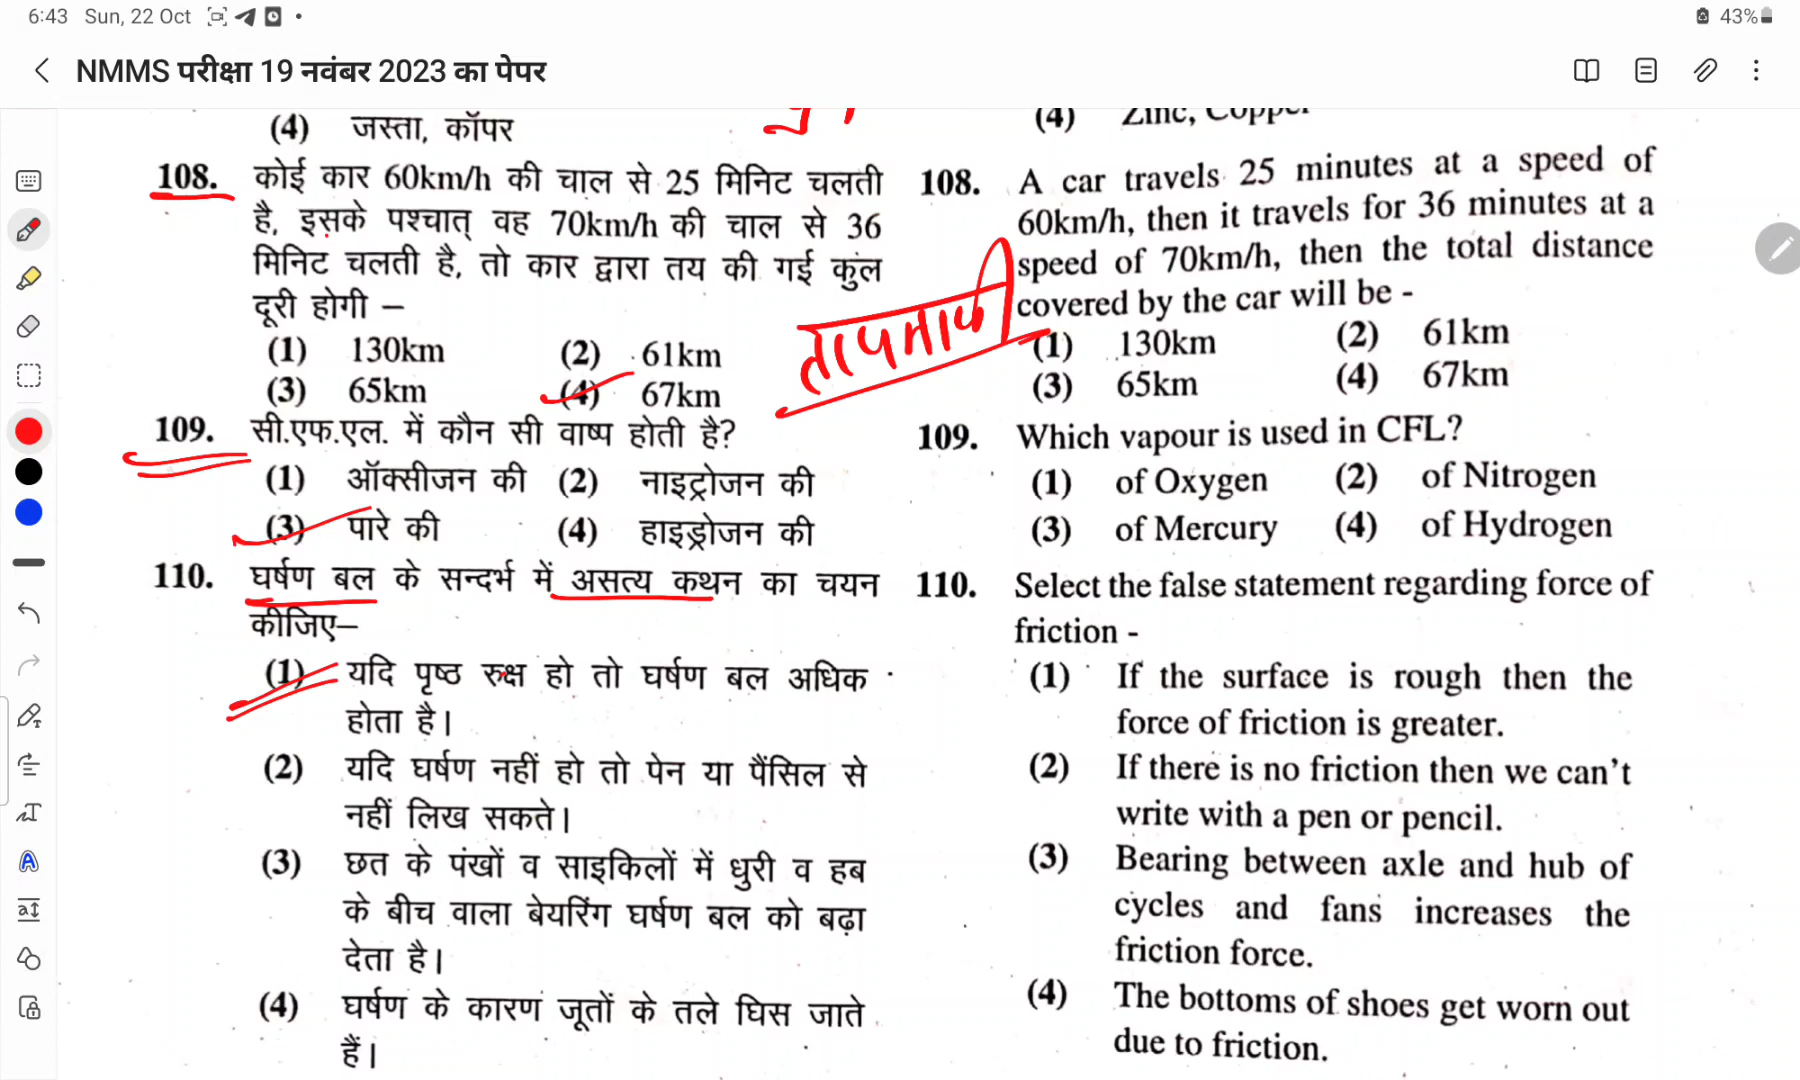 6:43 Sun, 22 Oct
43%
NMMS परीक्षा 19 नवंबर 2023 का पेपर
(4) जस्ता, कॉपर
108. कोई कार 60km/h की चाल से 25 मिनिट चलती
है, इसके पश्चात् वह 70km/h की चाल से 36
मिनिट चलती है, तो कार द्वारा तय की गई कुल
दूरी होगी –
(1) 130km (2) 61km
(3) 65km (4) 67km
109. सी.एफ.एल. में कौन सी वाष्प होती है?
(1) ऑक्सीजन की (2) नाइट्रोजन की
(3) पारे की (4) हाइड्रोजन की
110. घर्षण बल के सन्दर्भ में असत्य कथन का चयन
कीजिए–
(1) यदि पृष्ठ रुक्ष हो तो घर्षण बल अधिक
होता है।
(2) यदि घर्षण नहीं हो तो पेन या पैंसिल से
नहीं लिख सकते।
(3) छत के पंखों व साइकिलों में धुरी व हब
के बीच वाला बेयरिंग घर्षण बल को बढ़ा
देता है।
(4) घर्षण के कारण जूतों के तले घिस जाते
हैं।
(4) Zinc, Copper
108. A car travels 25 minutes at a speed of
60km/h, then it travels for 36 minutes at a
speed of 70km/h, then the total distance
covered by the car will be -
(1) 130km (2) 61km
(3) 65km (4) 67km
109. Which vapour is used in CFL?
(1) of Oxygen (2) of Nitrogen
(3) of Mercury (4) of Hydrogen
110. Select the false statement regarding force of
friction -
(1) If the surface is rough then the
force of friction is greater.
(2) If there is no friction then we can't
write with a pen or pencil.
(3) Bearing between axle and hub of
cycles and fans increases the
friction force.
(4) The bottoms of shoes get worn out
due to friction.